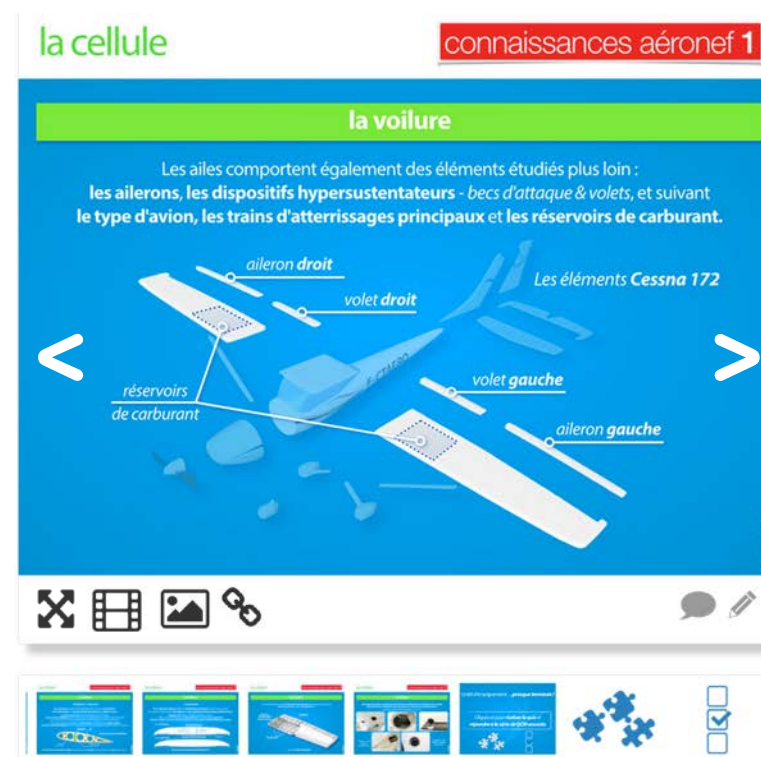 la cellule
connaissances aéronef 1
la voilure
Les ailes comportent également des éléments étudiés plus loin :
les ailerons, les dispositifs hypersustentateurs - becs d'attaque & volets, et suivant
le type d'avion, les trains d'atterrissages principaux et les réservoirs de carburant.
aileron droit
Les éléments Cessna 172
volet droit
réservoirs
de carburant
volet gauche
aileron gauche